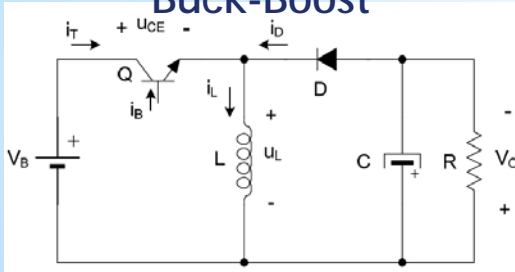 Buck-Boost
iT + uCE - iD
Q
D
iB
iL
+
VB + L uL C + R VO
-
-
+